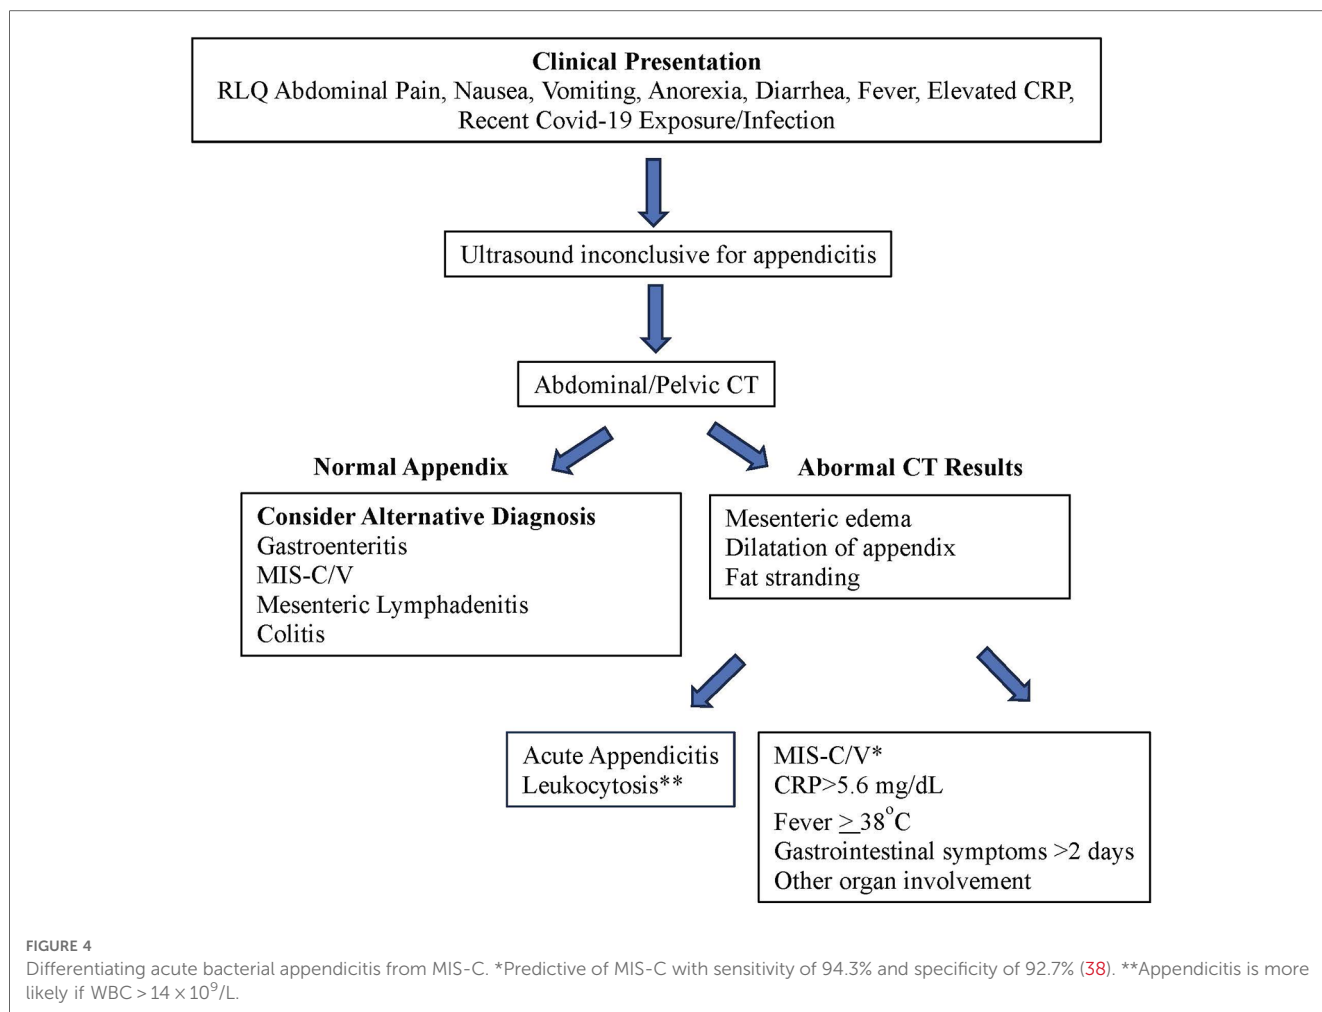 Clinical Presentation
RLQ Abdominal Pain, Nausea, Vomiting, Anorexia, Diarrhea, Fever, Elevated CRP,
Recent Covid-19 Exposure/Infection
Ultrasound inconclusive for appendicitis
Abdominal/Pelvic CT
Normal Appendix
Consider Alternative Diagnosis
Gastroenteritis
MIS-C/V
Mesenteric Lymphadenitis
Colitis
Abormal CT Results
Mesenteric edema
Dilatation of appendix
Fat stranding
Acute Appendicitis
Leukocytosis**
MIS-C/V*
CRP>5.6 mg/dL
Fever ≥ 38°C
Gastrointestinal symptoms >2 days
Other organ involvement
FIGURE 4
Differentiating acute bacterial appendicitis from MIS-C. *Predictive of MIS-C with sensitivity of 94.3% and specificity of 92.7% (38). **Appendicitis is more
likely if WBC > 14 × 10⁹/L.